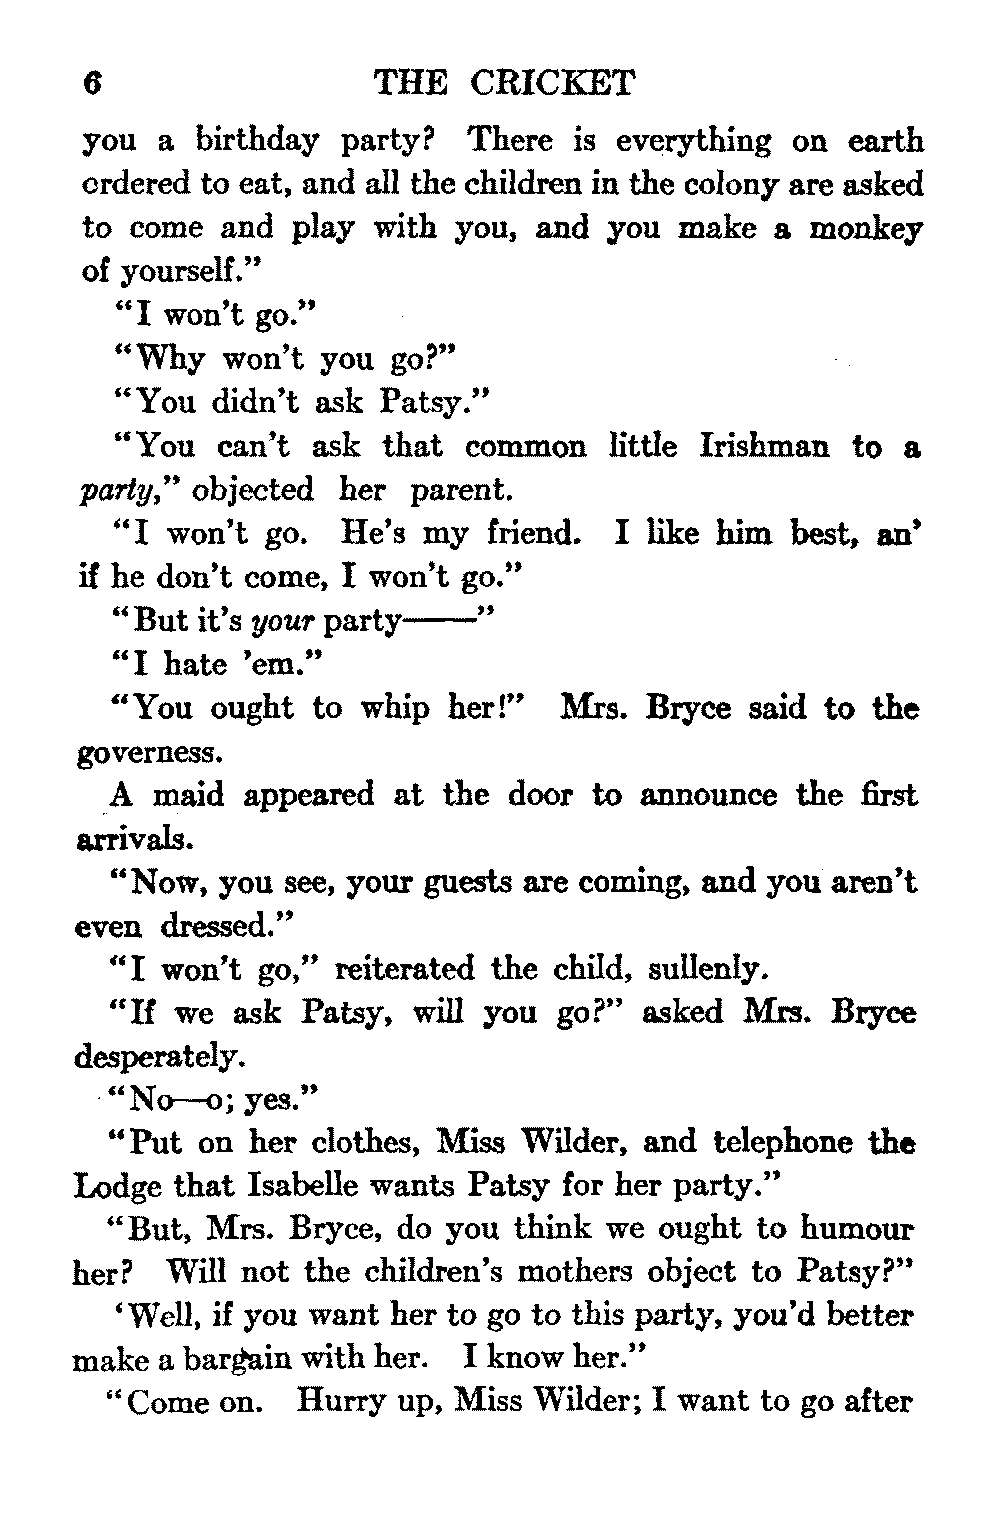 6 THE CRICKET
you a birthday party? There is everything on earth
ordered to eat, and all the children in the colony are asked
to come and play with you, and you make a monkey
of yourself."
"I won't go."
"Why won't you go?"
"You didn't ask Patsy."
"You can't ask that common little Irishman to a
party," objected her parent.
"I won't go. He's my friend. I like him best, an'
if he don't come, I won't go."
"But it's your party——"
"I hate 'em."
"You ought to whip her!" Mrs. Bryce said to the
governess.
A maid appeared at the door to announce the first
arrivals.
"Now, you see, your guests are coming, and you aren't
even dressed."
"I won't go," reiterated the child, sullenly.
"If we ask Patsy, will you go?" asked Mrs. Bryce
desperately.
"No—o; yes."
"Put on her clothes, Miss Wilder, and telephone the
Lodge that Isabelle wants Patsy for her party."
"But, Mrs. Bryce, do you think we ought to humour
her? Will not the children's mothers object to Patsy?"
'Well, if you want her to go to this party, you'd better
make a bargain with her. I know her."
"Come on. Hurry up, Miss Wilder; I want to go after